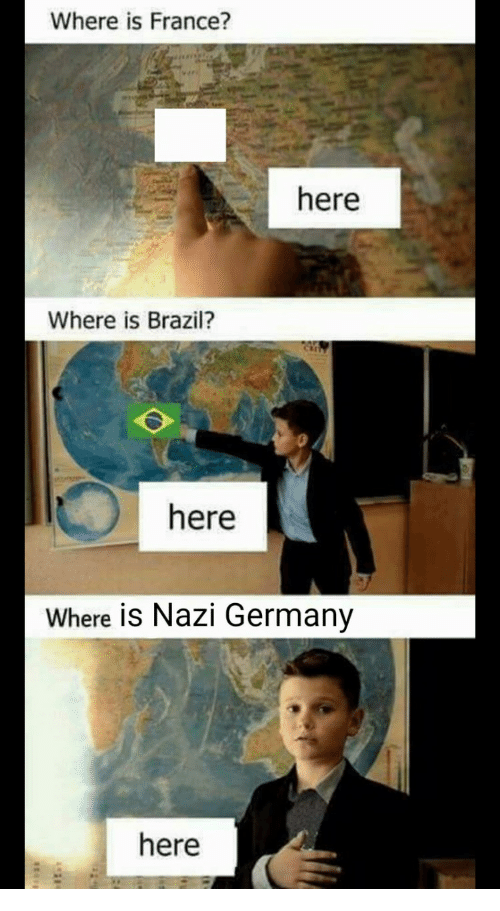 Where is France?
here
Where is Brazil?
here
Where is Nazi Germany
here